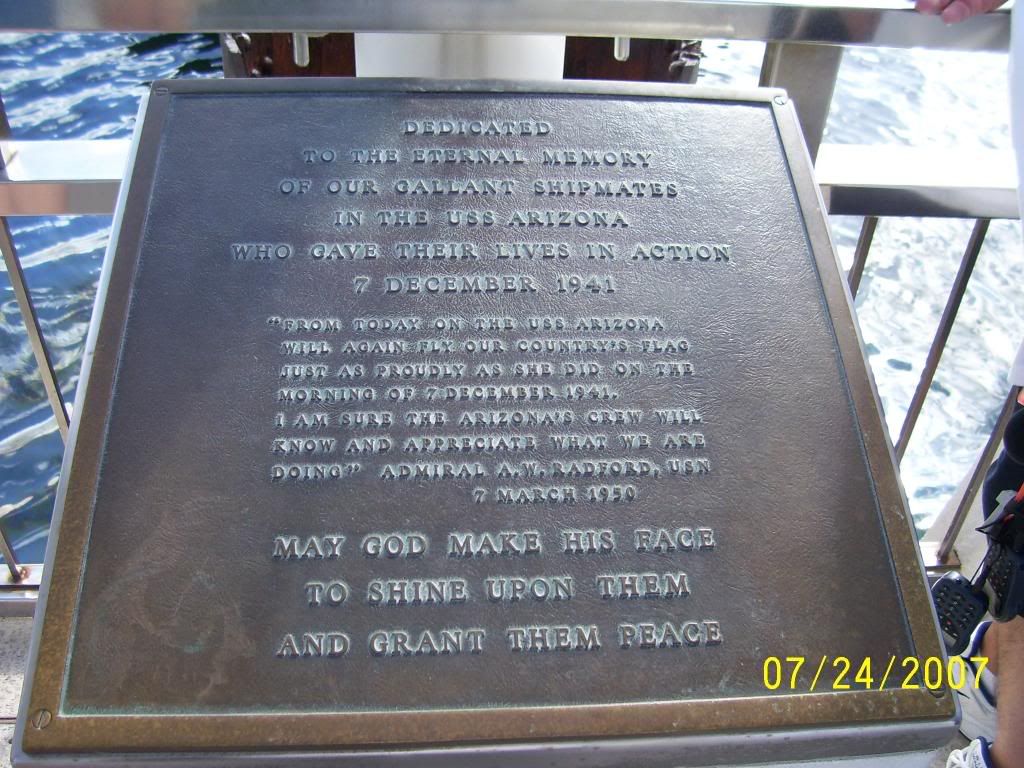 DEDICATED
TO THE ETERNAL MEMORY
OF OUR GALLANT SHIPMATES
IN THE USS ARIZONA
WHO GAVE THEIR LIVES IN ACTION
7 DECEMBER 1941
"FROM TODAY ON THE USS ARIZONA
WILL AGAIN FLY OUR COUNTRY'S FLAG
JUST AS PROUDLY AS SHE DID ON THE
MORNING OF 7 DECEMBER 1941.
I AM SURE THE ARIZONA'S CREW WILL
KNOW AND APPRECIATE WHAT WE ARE
DOING" ADMIRAL A.W. RADFORD, USN
7 MARCH 1950
MAY GOD MAKE HIS FACE
TO SHINE UPON THEM
AND GRANT THEM PEACE
07/24/2007